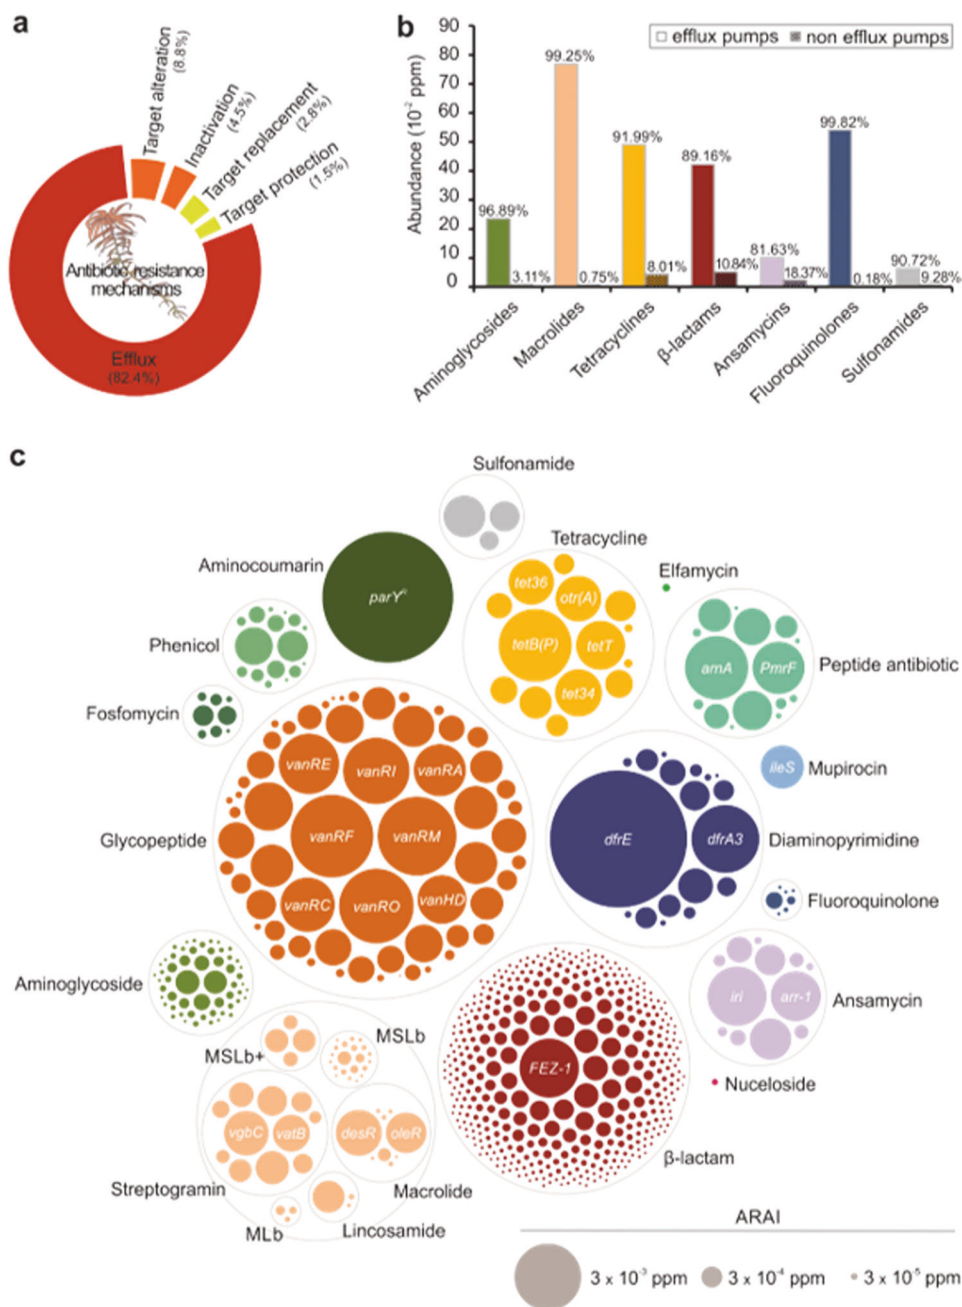 a
Target alteration
(8.8%)
Inactivation
(4.5%)
Target replacement
(2.8%)
Target protection
(1.5%)
Antibiotic resistance
mechanisms
Efflux
(82.4%)
b
efflux pumps
non efflux pumps
Abundance (10⁻² ppm)
90
80
70
60
50
40
30
20
10
0
96.89%
3.11%
99.25%
0.75%
91.99%
8.01%
89.16%
10.84%
81.63%
18.37%
99.82%
0.18%
90.72%
9.28%
Aminoglycosides
Macrolides
Tetracyclines
β-lactams
Ansamycins
Fluoroquinolones
Sulfonamides
c
Sulfonamide
Aminocoumarin
parYᴿ
Tetracycline
tet36
otr(A)
tetB(P)
tetT
tet34
Elfamycin
Phenicol
arnA
PmrF
Peptide antibiotic
Fosfomycin
vanRE
vanRI
vanRA
ileS
Mupirocin
Glycopeptide
vanRF
vanRM
dfrE
dfrA3
Diaminopyrimidine
vanRC
vanRO
vanHD
Fluoroquinolone
Aminoglycoside
iri
arr-1
Ansamycin
MSLb+
MSLb
FEZ-1
Nuceloside
vgbC
vatB
desR
oleR
β-lactam
Streptogramin
Macrolide
MLb
Lincosamide
ARAI
3 x 10⁻³ ppm
3 x 10⁻⁴ ppm
3 x 10⁻⁵ ppm